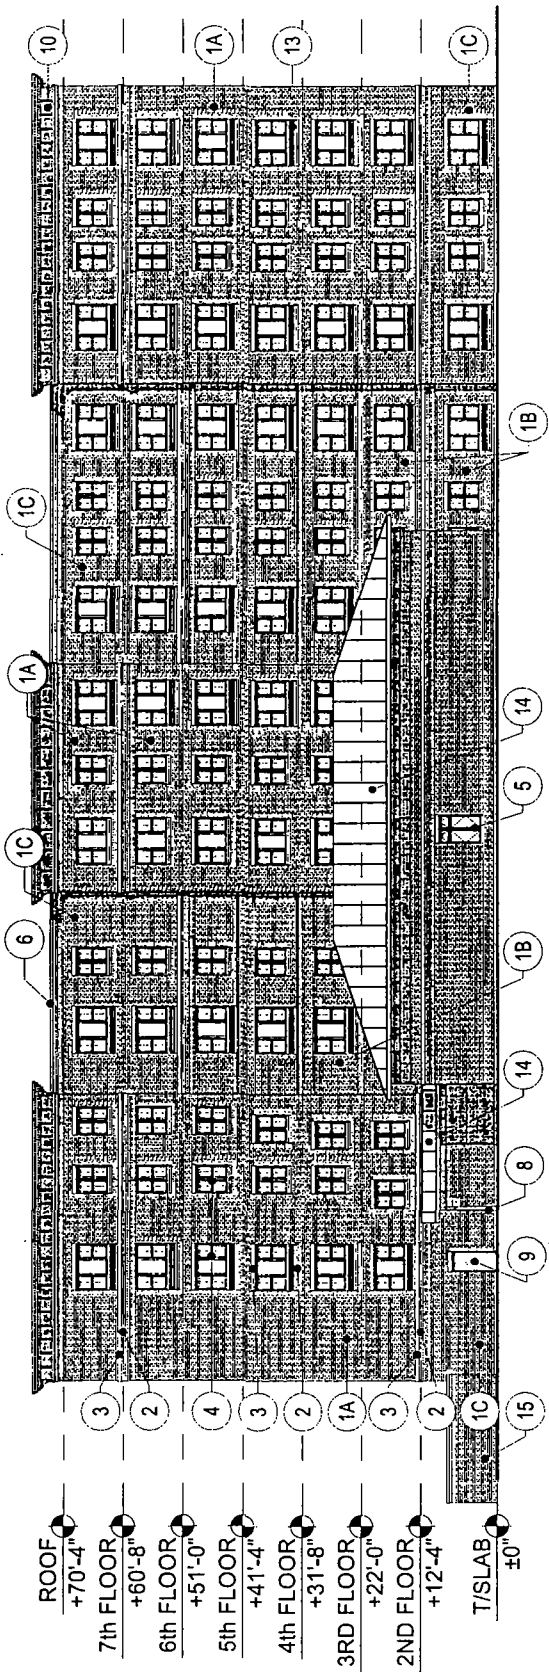 ROOF
+70'-4"
7th FLOOR
+60'-8"
6th FLOOR
+51'-0"
5th FLOOR
+41'-4"
4th FLOOR
+31'-8"
3RD FLOOR
+22'-0"
2ND FLOOR
+12'-4"
T/SLAB
±0"
3
2
4
3
2
1A
3
2
1C
15
6
1C
1A
1C
10
1A
13
1C
1B
14
5
1B
14
8
9